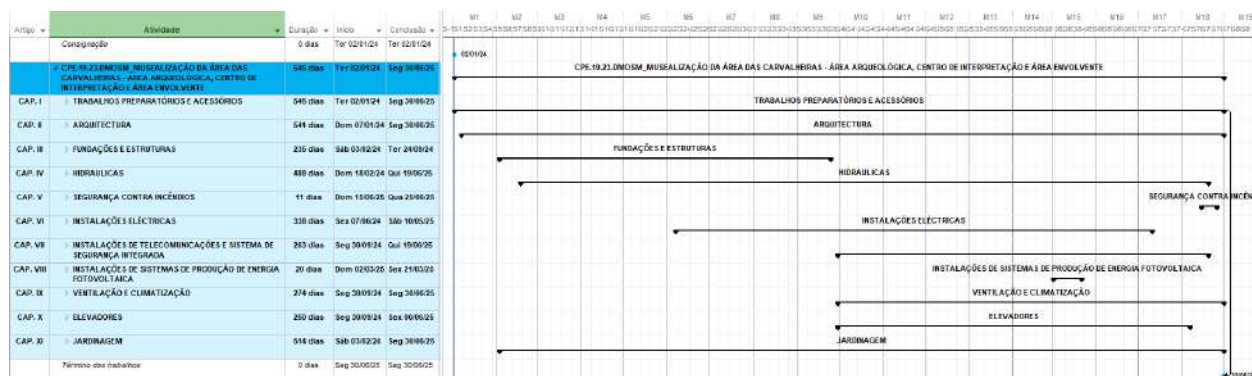 M1 M2 M3 M4 M5 M6 M7 M8 M9 M10 M11 M12 M13 M14 M15 M16 M17 M18 M19
Artigo Atividade Duração Início Conclusão
Consignação 0 dias Ter 02/01/24 Ter 02/01/24
02/01/24
CPE.19.23.DMOSM_MUSEALIZAÇÃO DA ÁREA DAS CARVALHEIRAS - ÁREA ARQUEOLÓGICA, CENTRO DE INTERPRETAÇÃO E ÁREA ENVOLVENTE 546 dias Ter 02/01/24 Seg 30/06/25
CPE.19.23.DMOSM_MUSEALIZAÇÃO DA ÁREA DAS CARVALHEIRAS - ÁREA ARQUEOLÓGICA, CENTRO DE INTERPRETAÇÃO E ÁREA ENVOLVENTE
CAP. I TRABALHOS PREPARATÓRIOS E ACESSÓRIOS 546 dias Ter 02/01/24 Seg 30/06/25
TRABALHOS PREPARATÓRIOS E ACESSÓRIOS
CAP. II ARQUITECTURA 541 dias Dom 07/01/24 Seg 30/06/25
ARQUITECTURA
CAP. III FUNDAÇÕES E ESTRUTURAS 235 dias Sáb 03/02/24 Ter 24/09/24
FUNDAÇÕES E ESTRUTURAS
CAP. IV HIDRAULICAS 488 dias Dom 18/02/24 Qui 19/06/25
HIDRAULICAS
CAP. V SEGURANÇA CONTRA INCÊNDIOS 11 dias Dom 15/06/25 Qua 25/06/25
SEGURANÇA CONTRA INCÊN
CAP. VI INSTALAÇÕES ELÉCTRICAS 338 dias Sex 07/06/24 Sáb 10/05/25
INSTALAÇÕES ELÉCTRICAS
CAP. VII INSTALAÇÕES DE TELECOMUNICAÇÕES E SISTEMA DE SEGURANÇA INTEGRADA 263 dias Seg 30/09/24 Qui 19/06/25
CAP. VIII INSTALAÇÕES DE SISTEMAS DE PRODUÇÃO DE ENERGIA FOTOVOLTAICA 20 dias Dom 02/03/25 Sex 21/03/25
INSTALAÇÕES DE SISTEMAS DE PRODUÇÃO DE ENERGIA FOTOVOLTAICA
CAP. IX VENTILAÇÃO E CLIMATIZAÇÃO 274 dias Seg 30/09/24 Seg 30/06/25
VENTILAÇÃO E CLIMATIZAÇÃO
CAP. X ELEVADORES 250 dias Seg 30/09/24 Sex 06/06/25
ELEVADORES
CAP. XI JARDINAGEM 514 dias Sáb 03/02/24 Seg 30/06/25
JARDINAGEM
Término dos trabalhos 0 dias Seg 30/06/25 Seg 30/06/25